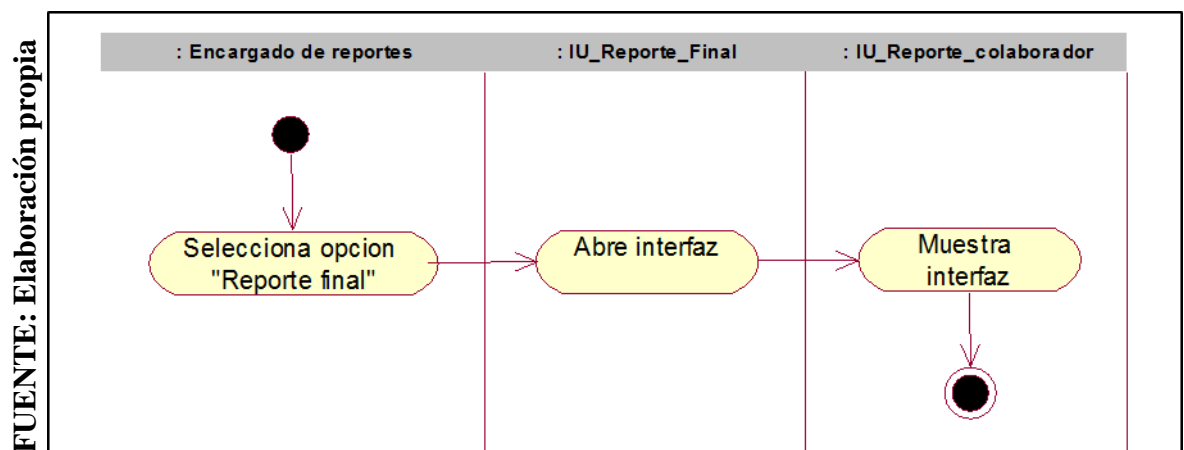 FUENTE: Elaboración propia
: Encargado de reportes
: IU_Reporte_Final
: IU_Reporte_colaborador
Selecciona opcion
"Reporte final"
Abre interfaz
Muestra
interfaz